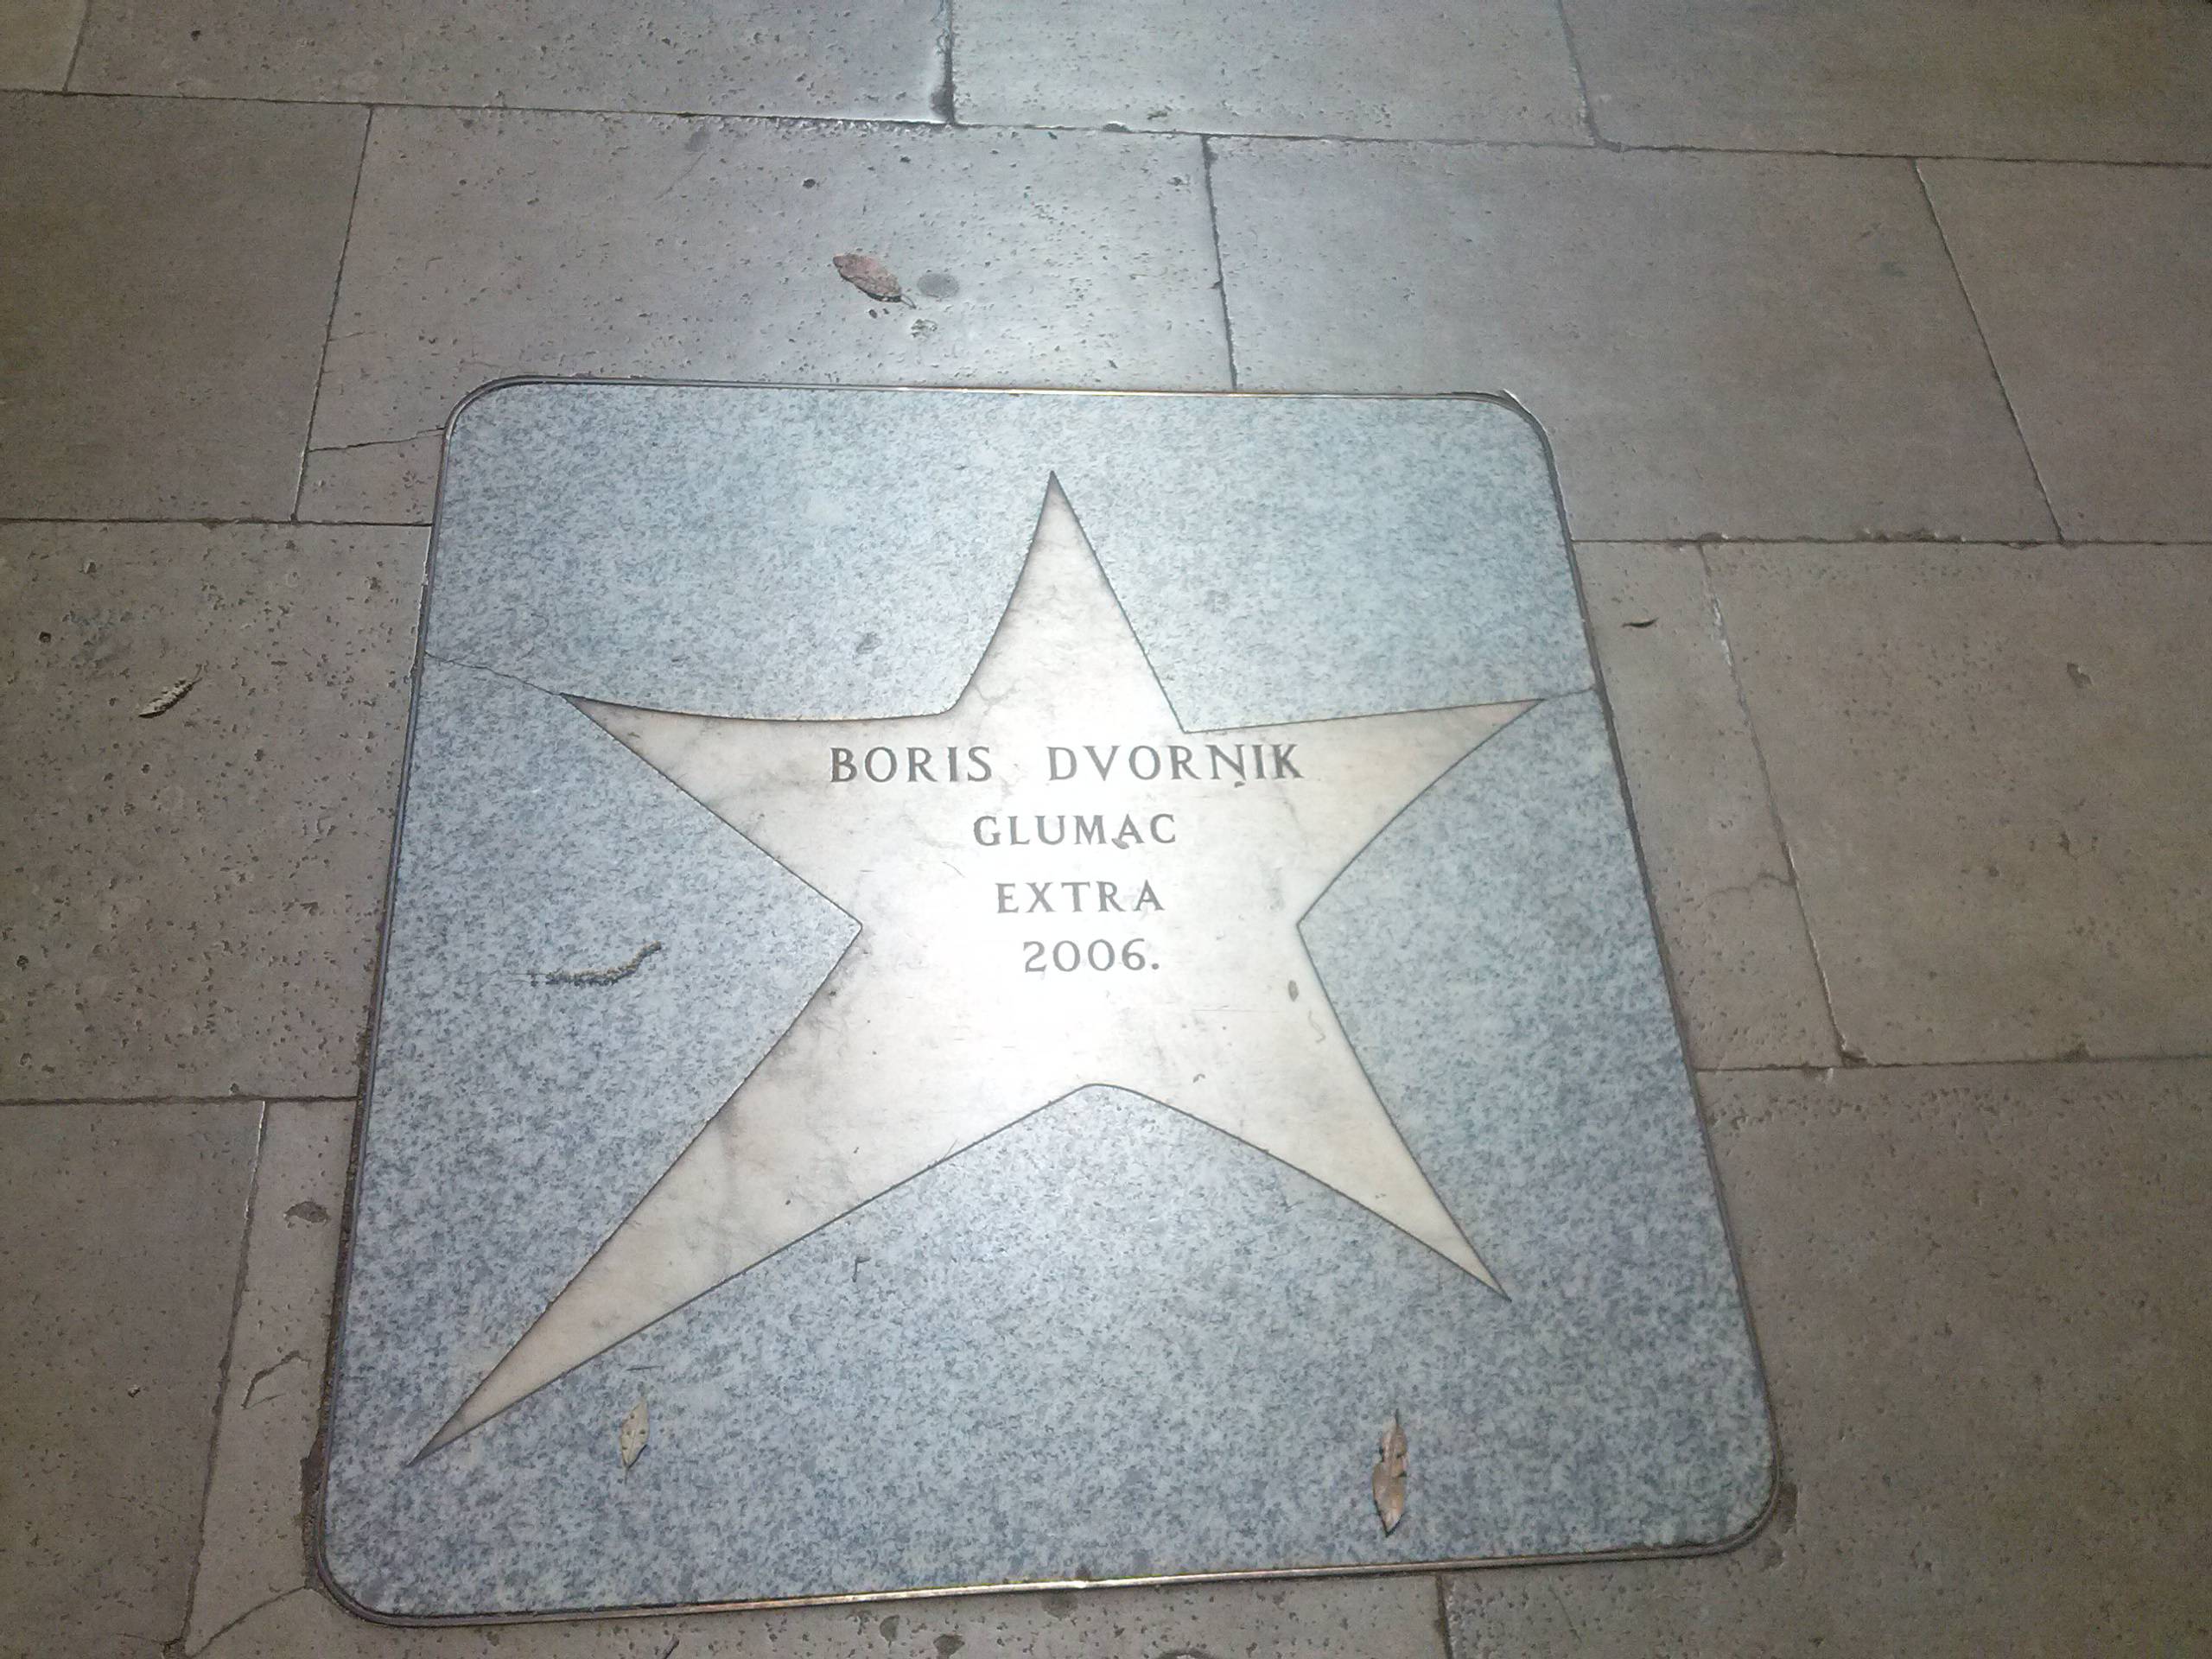 BORIS DVORNIK
GLUMAC
EXTRA
2006.